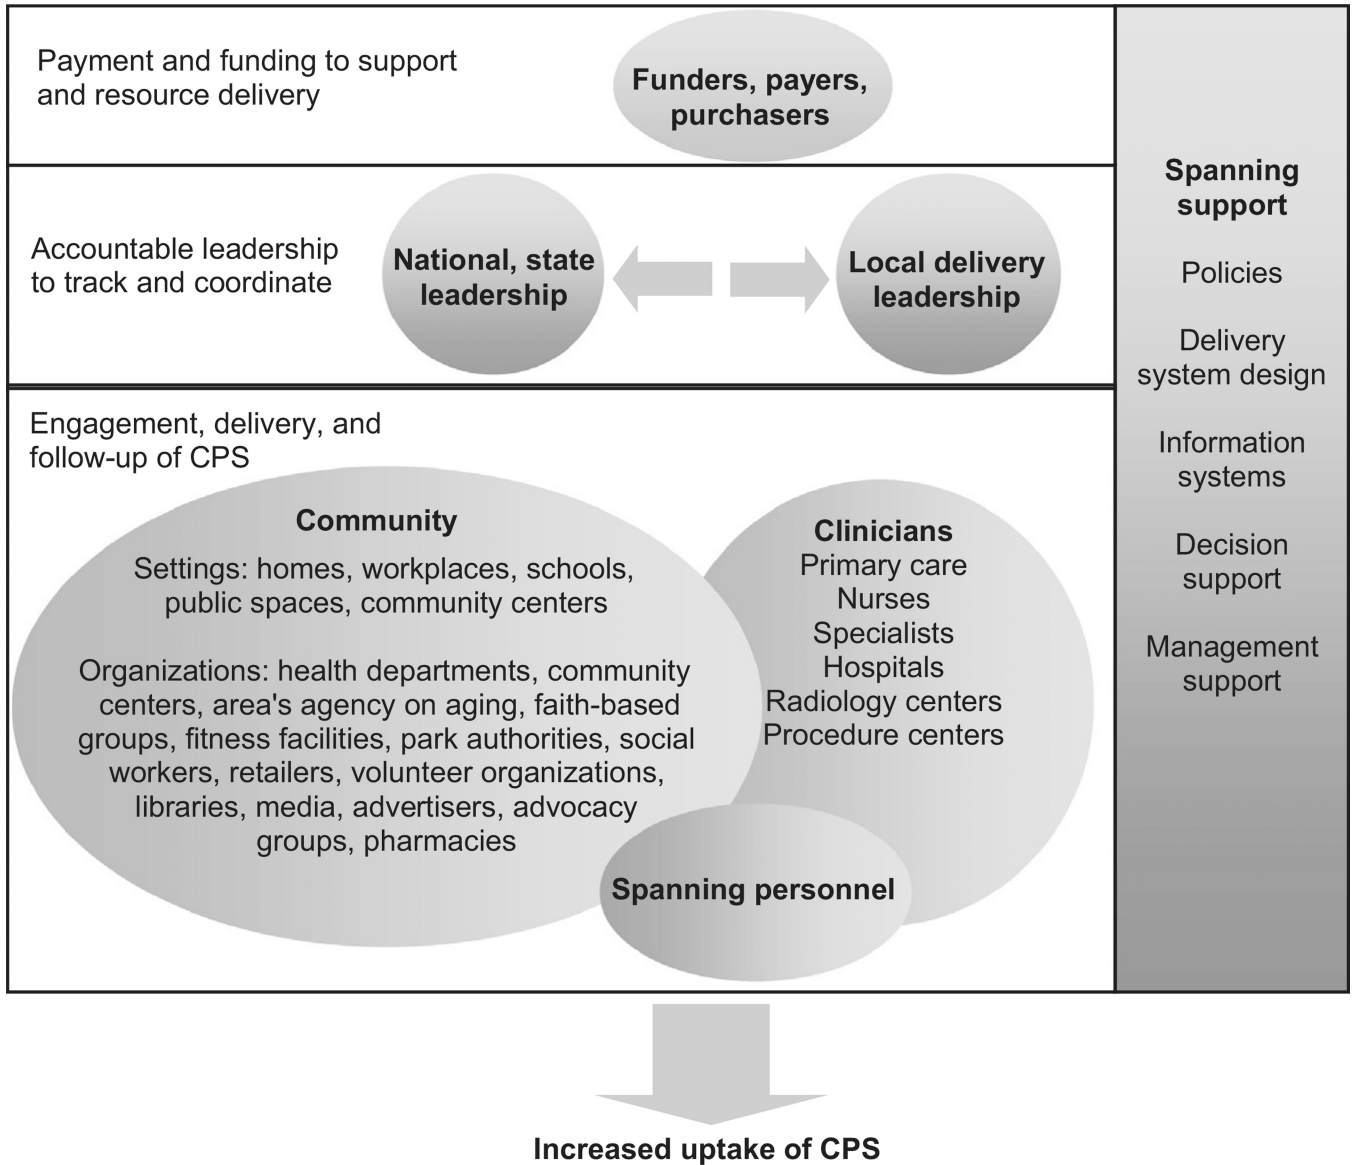 Payment and funding to support
and resource delivery
Funders, payers,
purchasers
Accountable leadership
to track and coordinate
National, state
leadership
Local delivery
leadership
Engagement, delivery, and
follow-up of CPS
Community
Settings: homes, workplaces, schools,
public spaces, community centers
Organizations: health departments, community
centers, area's agency on aging, faith-based
groups, fitness facilities, park authorities, social
workers, retailers, volunteer organizations,
libraries, media, advertisers, advocacy
groups, pharmacies
Clinicians
Primary care
Nurses
Specialists
Hospitals
Radiology centers
Procedure centers
Spanning personnel
Spanning
support
Policies
Delivery
system design
Information
systems
Decision
support
Management
support
Increased uptake of CPS